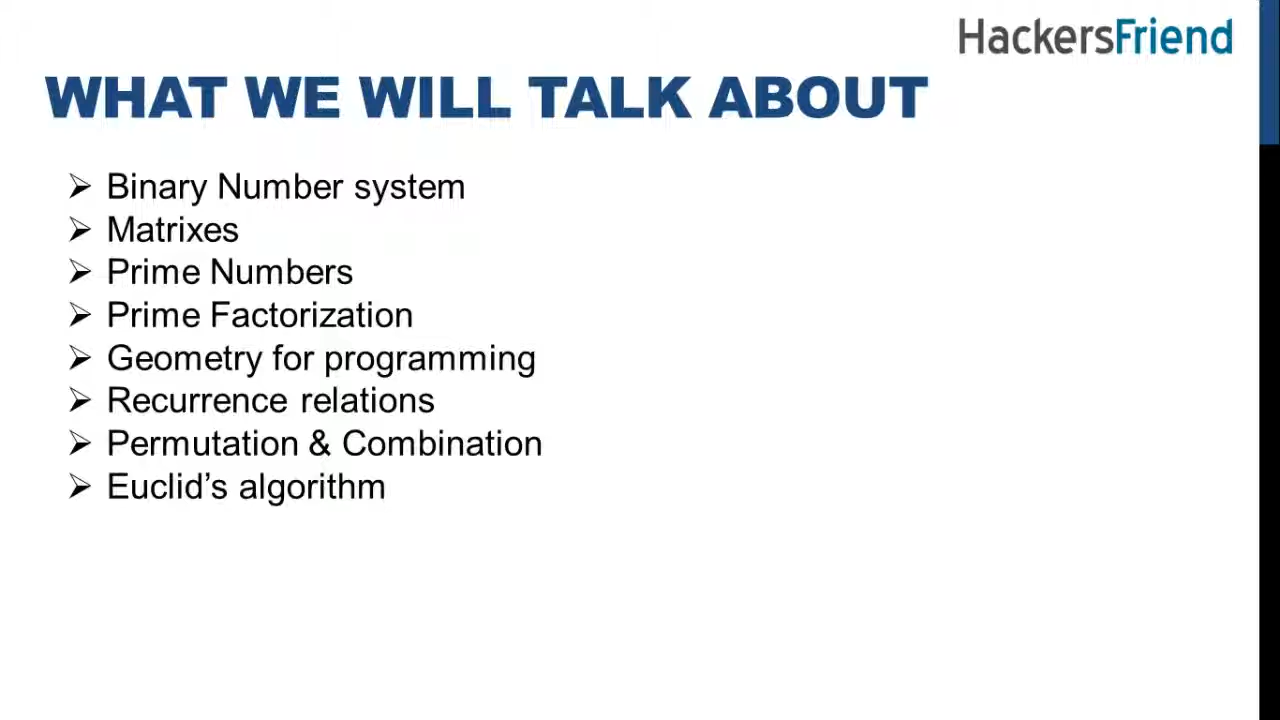 HackersFriend
WHAT WE WILL TALK ABOUT
Binary Number system
Matrixes
Prime Numbers
Prime Factorization
Geometry for programming
Recurrence relations
Permutation & Combination
Euclid’s algorithm